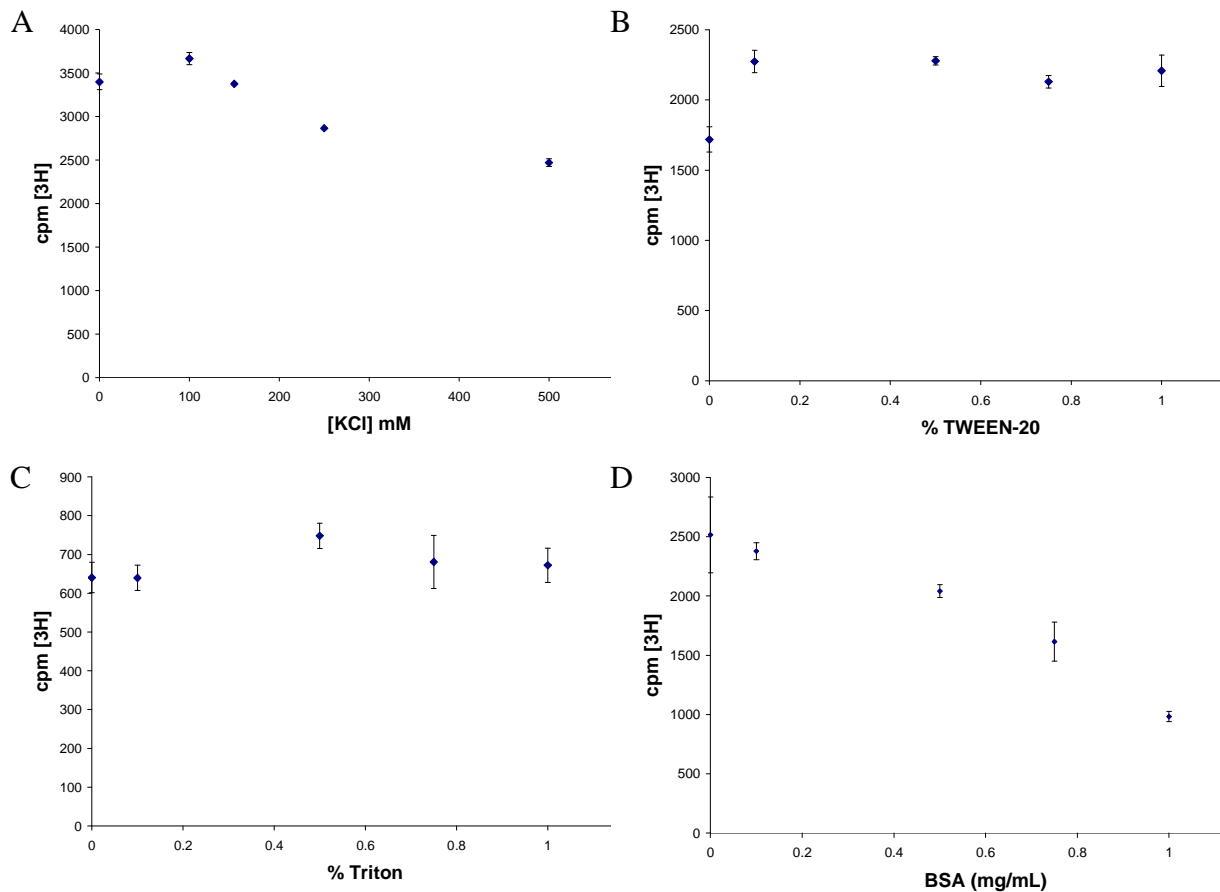 A
4000
3500
3000
2500
2000
1500
1000
500
0
cpm [3H]
0 100 200 300 400 500
[KCl] mM
B
2500
2000
1500
1000
500
0
cpm [3H]
0 0.2 0.4 0.6 0.8 1
% TWEEN-20
C
900
800
700
600
500
400
300
200
100
0
cpm [3H]
0 0.2 0.4 0.6 0.8 1
% Triton
D
3000
2500
2000
1500
1000
500
0
cpm [3H]
0 0.2 0.4 0.6 0.8 1
BSA (mg/mL)